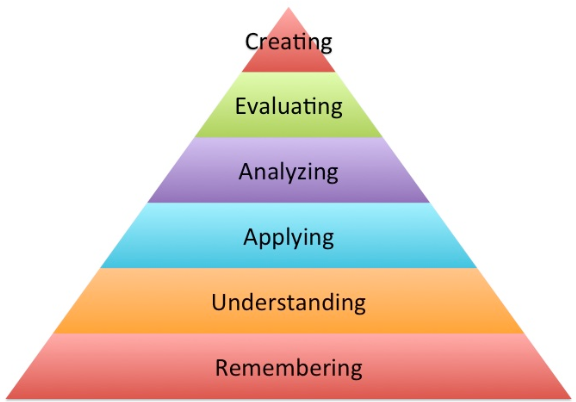 Creating
Evaluating
Analyzing
Applying
Understanding
Remembering